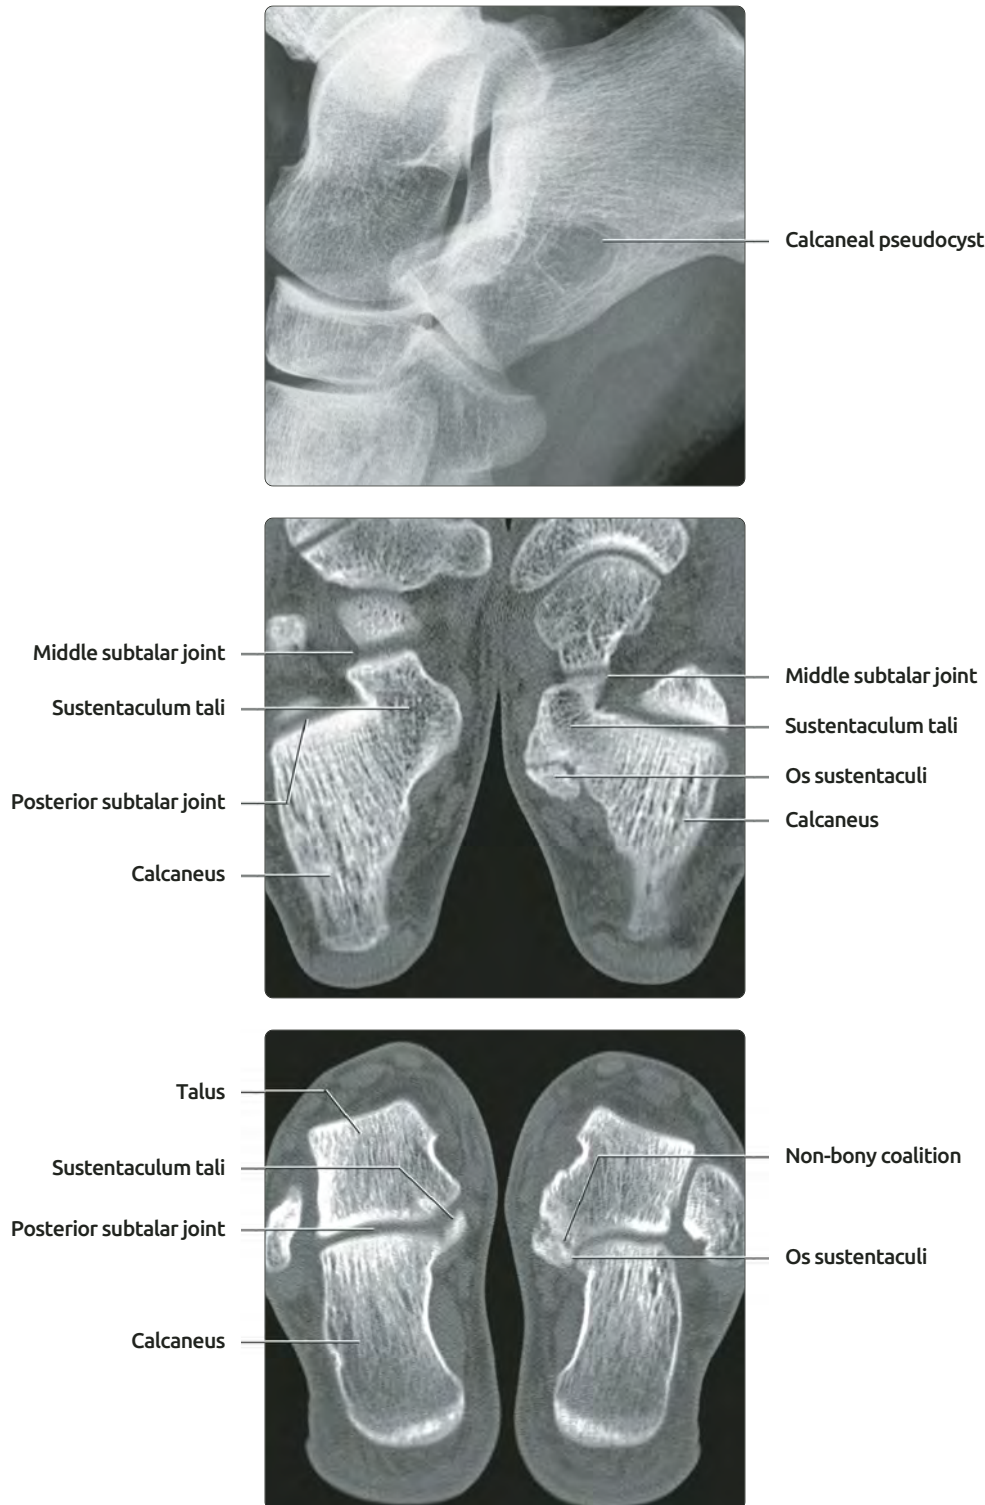 Calcaneal pseudocyst
Middle subtalar joint
Sustentaculum tali
Posterior subtalar joint
Calcaneus
Middle subtalar joint
Sustentaculum tali
Os sustentaculi
Calcaneus
Talus
Sustentaculum tali
Posterior subtalar joint
Calcaneus
Non-bony coalition
Os sustentaculi